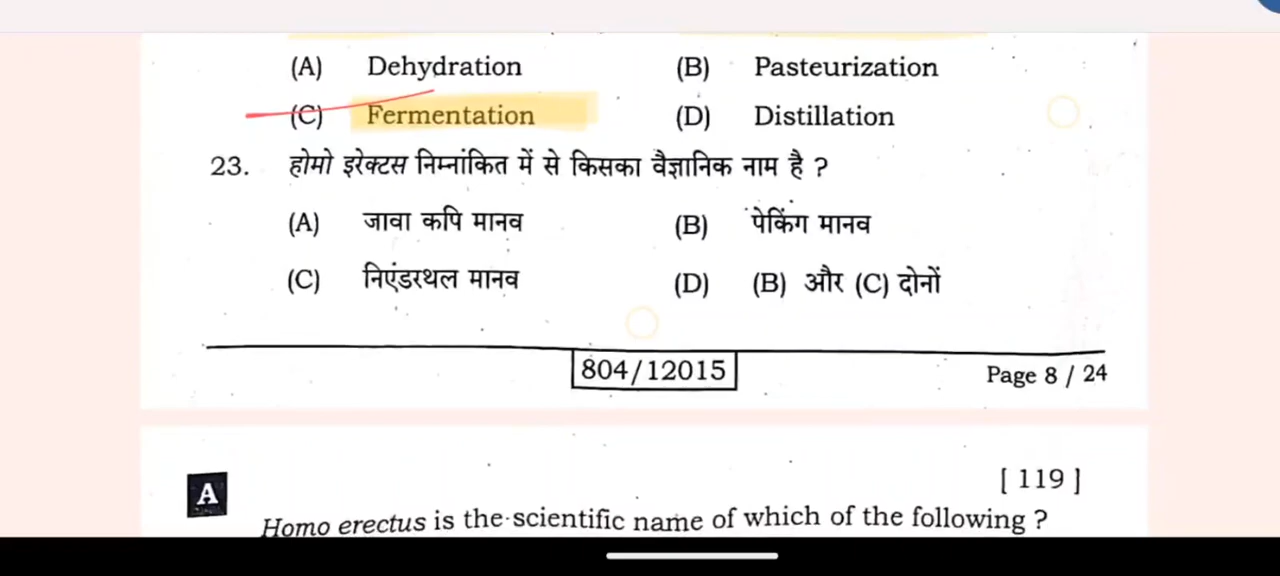 (A) Dehydration (B) Pasteurization
(C) Fermentation (D) Distillation
23. होमो इरेक्टस निम्नांकित में से किसका वैज्ञानिक नाम है ?
(A) जावा कपि मानव (B) पेकिंग मानव
(C) निएंडरथल मानव (D) (B) और (C) दोनों
804/12015
Page 8 / 24
A
[ 119 ]
Homo erectus is the scientific name of which of the following ?